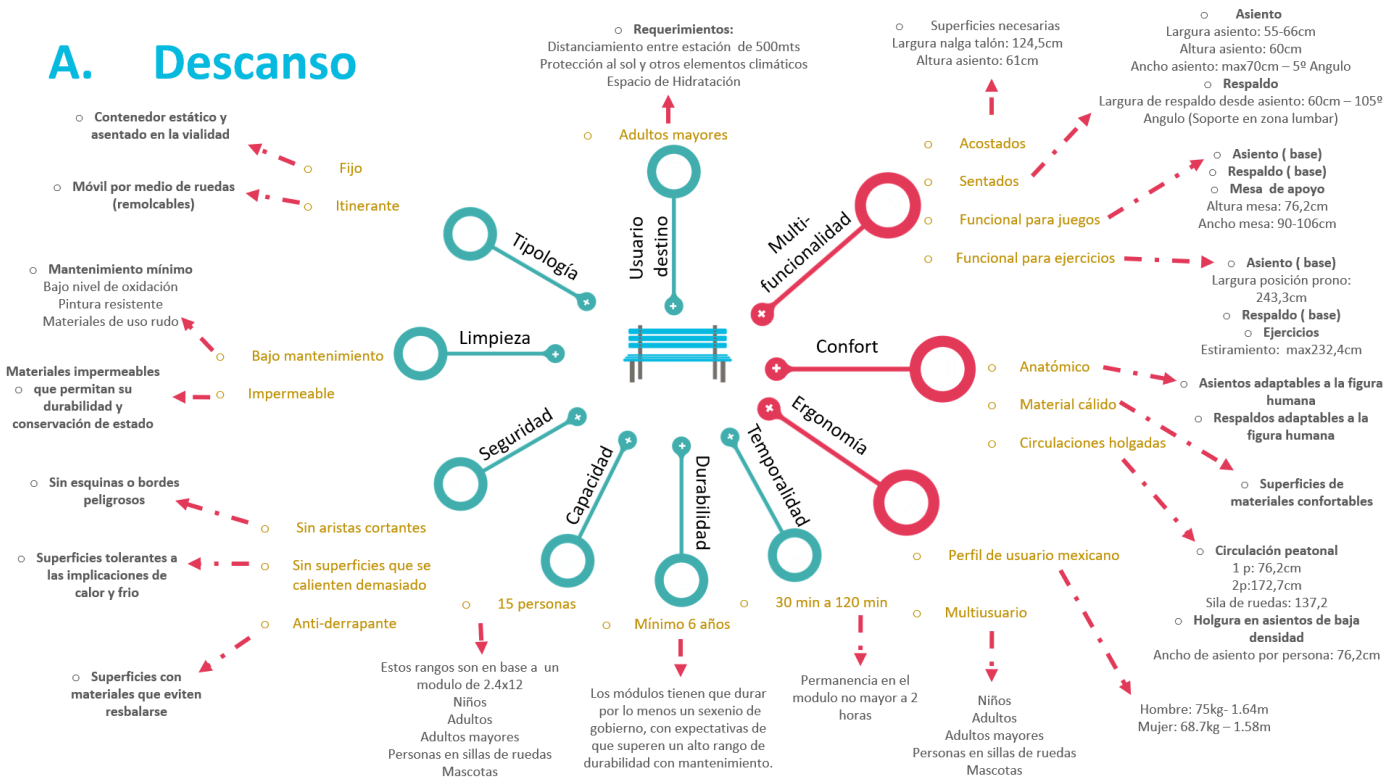 A. Descanso
○ Requerimientos:
Distanciamiento entre estación de 500mts
Protección al sol y otros elementos climáticos
Espacio de Hidratación
○ Adultos mayores
Usuario
destino
○ Superficies necesarias
Largura nalga talón: 124,5cm
Altura asiento: 61cm
○ Asiento
Largura asiento: 55-66cm
Altura asiento: 60cm
Ancho asiento: max70cm – 5º Angulo
○ Respaldo
Largura de respaldo desde asiento: 60cm – 105º
Angulo (Soporte en zona lumbar)
○ Acostados
○ Sentados
○ Funcional para juegos
○ Funcional para ejercicios
Multi-
funcionalidad
○ Asiento ( base)
○ Respaldo ( base)
○ Mesa de apoyo
Altura mesa: 76,2cm
Ancho mesa: 90-106cm
○ Asiento ( base)
Largura posición prono:
243,3cm
○ Respaldo ( base)
○ Ejercicios
Estiramiento: max232,4cm
○ Contenedor estático y
asentado en la vialidad
○ Móvil por medio de ruedas
(remolcables)
○ Fijo
○ Itinerante
Tipología
○ Mantenimiento mínimo
Bajo nivel de oxidación
Pintura resistente
Materiales de uso rudo
○ Bajo mantenimiento
○ Impermeable
Limpieza
Materiales impermeables
○ que permitan su
durabilidad y
conservación de estado
Confort
○ Anatómico
○ Material cálido
○ Circulaciones holgadas
○ Asientos adaptables a la figura
humana
○ Respaldos adaptables a la
figura humana
○ Superficies de
materiales confortables
○ Circulación peatonal
1 p: 76,2cm
2p:172,7cm
Sila de ruedas: 137,2
○ Holgura en asientos de baja
densidad
Ancho de asiento por persona: 76,2cm
Seguridad
○ Sin esquinas o bordes
peligrosos
○ Superficies tolerantes a
las implicaciones de
calor y frio
○ Superficies con
materiales que eviten
resbalarse
○ Sin aristas cortantes
○ Sin superficies que se
calienten demasiado
○ Anti-derrapante
Capacidad
○ 15 personas
Estos rangos son en base a un
modulo de 2.4x12
Niños
Adultos
Adultos mayores
Personas en sillas de ruedas
Mascotas
Durabilidad
○ Mínimo 6 años
Los módulos tienen que durar
por lo menos un sexenio de
gobierno, con expectativas de
que superen un alto rango de
durabilidad con mantenimiento.
Temporalidad
○ 30 min a 120 min
Permanencia en el
modulo no mayor a 2
horas
Ergonomía
○ Perfil de usuario mexicano
○ Multiusuario
Niños
Adultos
Adultos mayores
Personas en sillas de ruedas
Mascotas
Hombre: 75kg- 1.64m
Mujer: 68.7kg – 1.58m